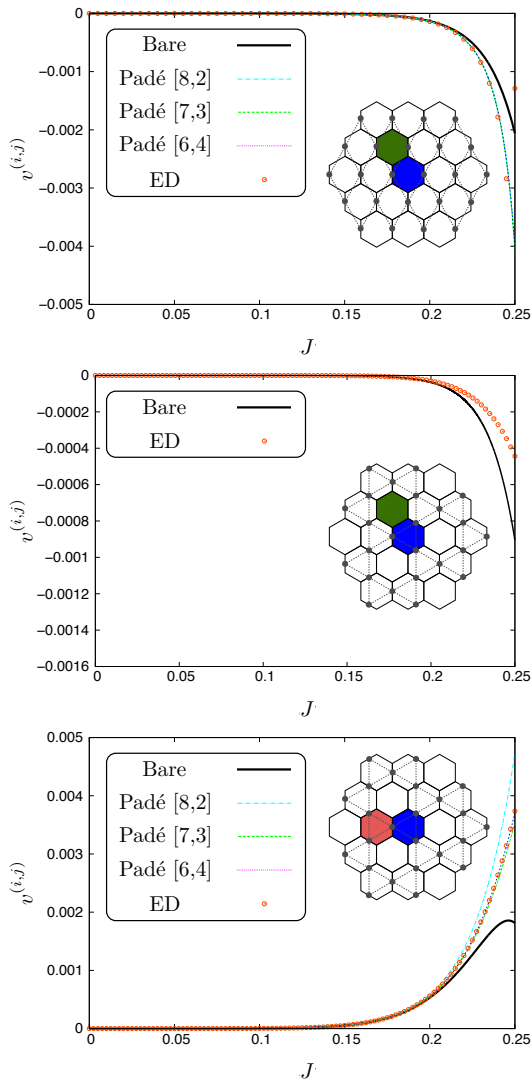 0
−0.001
−0.002
−0.003
−0.004
−0.005
v^(i,j)
Bare
Padé [8,2]
Padé [7,3]
Padé [6,4]
ED
0 0.05 0.1 0.15 0.2 0.25
J
0
−0.0002
−0.0004
−0.0006
−0.0008
−0.001
−0.0012
−0.0014
−0.0016
v^(i,j)
Bare
ED
0 0.05 0.1 0.15 0.2 0.25
J
0.005
0.004
0.003
0.002
0.001
0
v^(i,j)
Bare
Padé [8,2]
Padé [7,3]
Padé [6,4]
ED
0 0.05 0.1 0.15 0.2 0.25
J